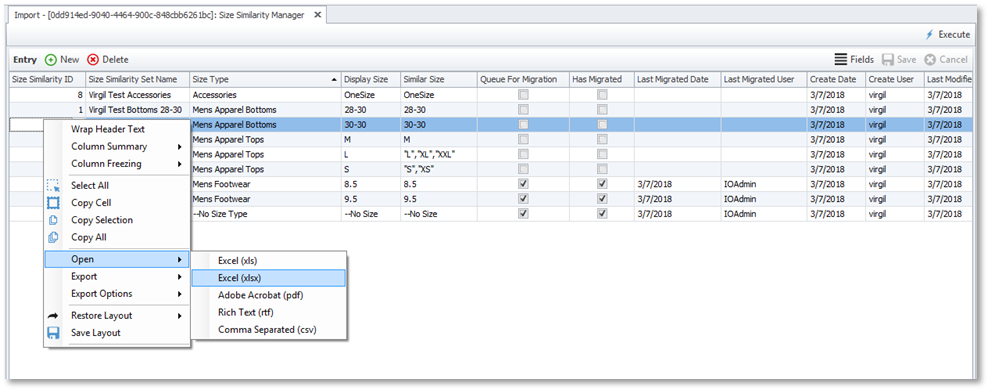 Import - [0dd914ed-9040-4464-900c-848cbb6261bc]: Size Similarity Manager
Execute
Entry New Delete Fields Save Cancel
Size Similarity ID Size Similarity Set Name Size Type Display Size Similar Size Queue For Migration Has Migrated Last Migrated Date Last Migrated User Create Date Create User Last Modifie
8 Virgil Test Accessories Accessories OneSize OneSize 3/7/2018 virgil 3/7/2018
1 Virgil Test Bottoms 28-30 Mens Apparel Bottoms 28-30 28-30 3/7/2018 virgil 3/7/2018
Mens Apparel Bottoms 30-30 30-30 3/7/2018 virgil 3/7/2018
Mens Apparel Tops M M 3/7/2018 virgil 3/7/2018
Mens Apparel Tops L "L","XL","XXL" 3/7/2018 virgil 3/7/2018
Mens Apparel Tops S "S","XS" 3/7/2018 virgil 3/7/2018
Mens Footwear 8.5 8.5 3/7/2018 IOAdmin 3/7/2018 virgil 3/7/2018
Mens Footwear 9.5 9.5 3/7/2018 IOAdmin 3/7/2018 virgil 3/7/2018
--No Size Type --No Size --No Size 3/7/2018 IOAdmin 3/7/2018 virgil 3/7/2018
Wrap Header Text
Column Summary
Column Freezing
Select All
Copy Cell
Copy Selection
Copy All
Open
Export
Export Options
Restore Layout
Save Layout
Excel (xls)
Excel (xlsx)
Adobe Acrobat (pdf)
Rich Text (rtf)
Comma Separated (csv)